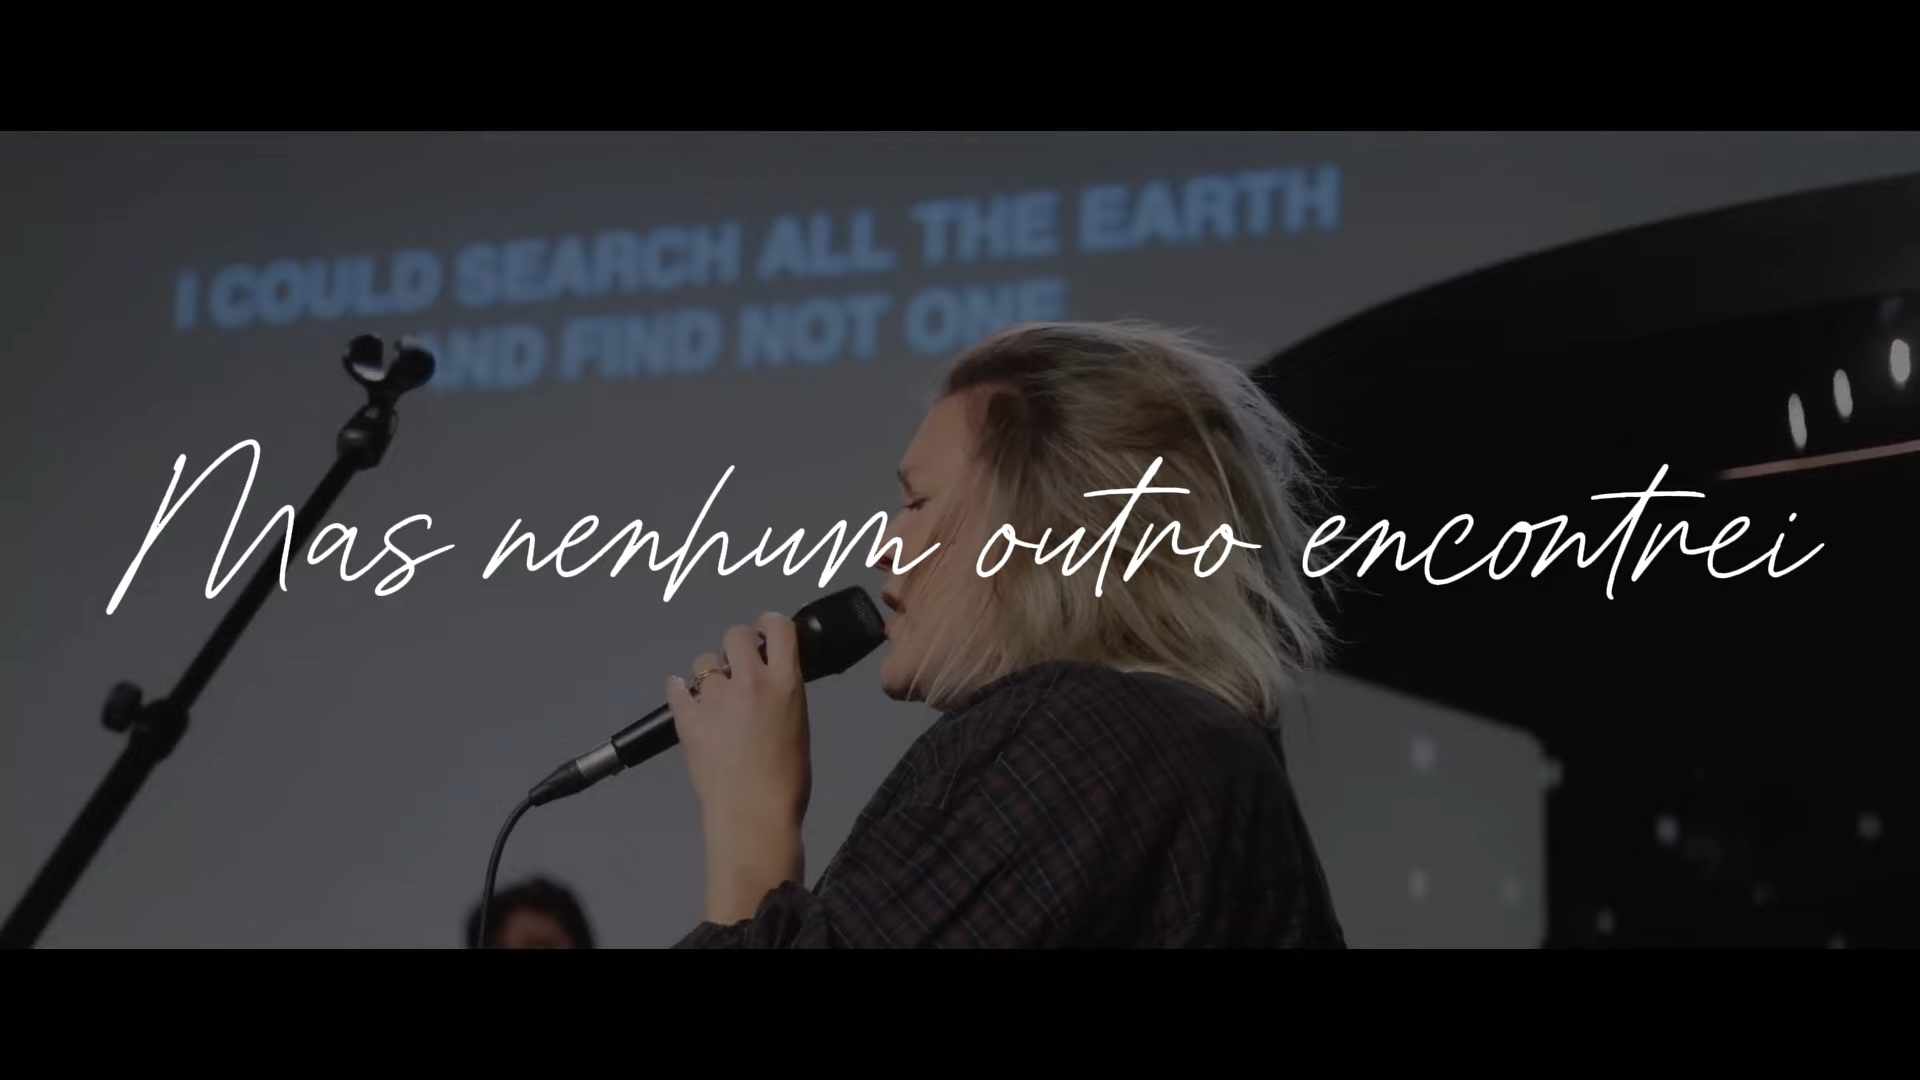 I COULD SEARCH ALL THE EARTH
AND FIND NOT ONE
Mas nenhum outro encontrei